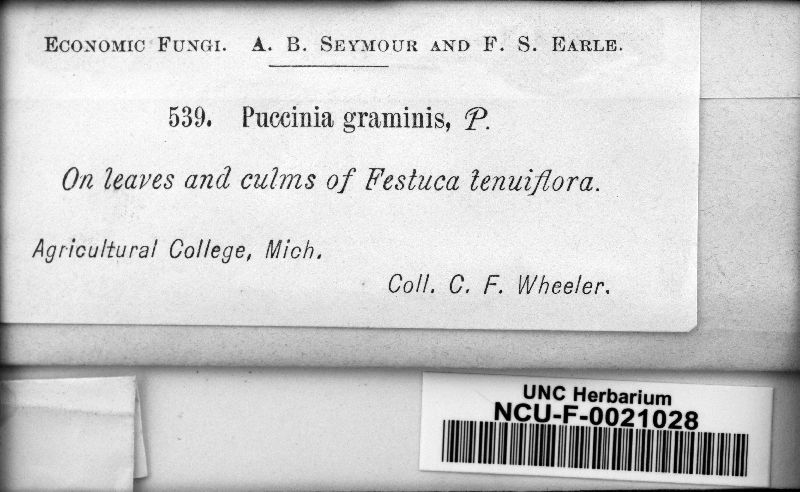 Economic Fungi. A. B. Seymour and F. S. Earle.
539. Puccinia graminis, P.
On leaves and culms of Festuca tenuiflora.
Agricultural College, Mich.
Coll. C. F. Wheeler.
UNC Herbarium
NCU-F-0021028